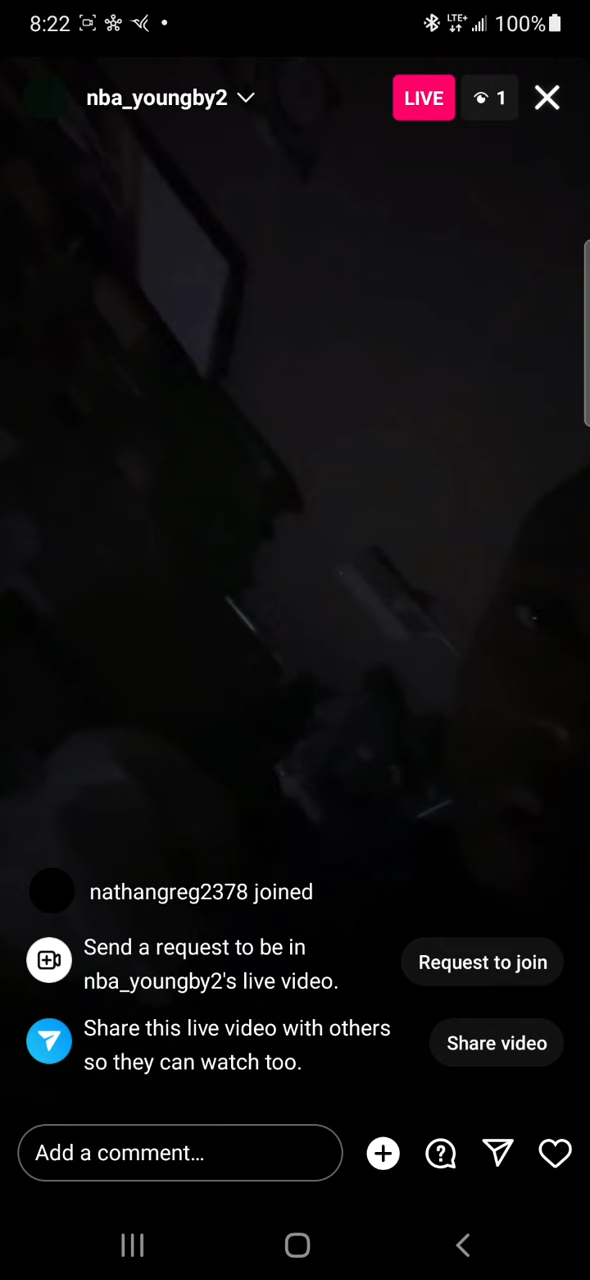 8:22
LTE+
100%
nba_youngby2
LIVE
1
nathangreg2378 joined
Send a request to be in
nba_youngby2's live video.
Request to join
Share this live video with others
so they can watch too.
Share video
Add a comment...